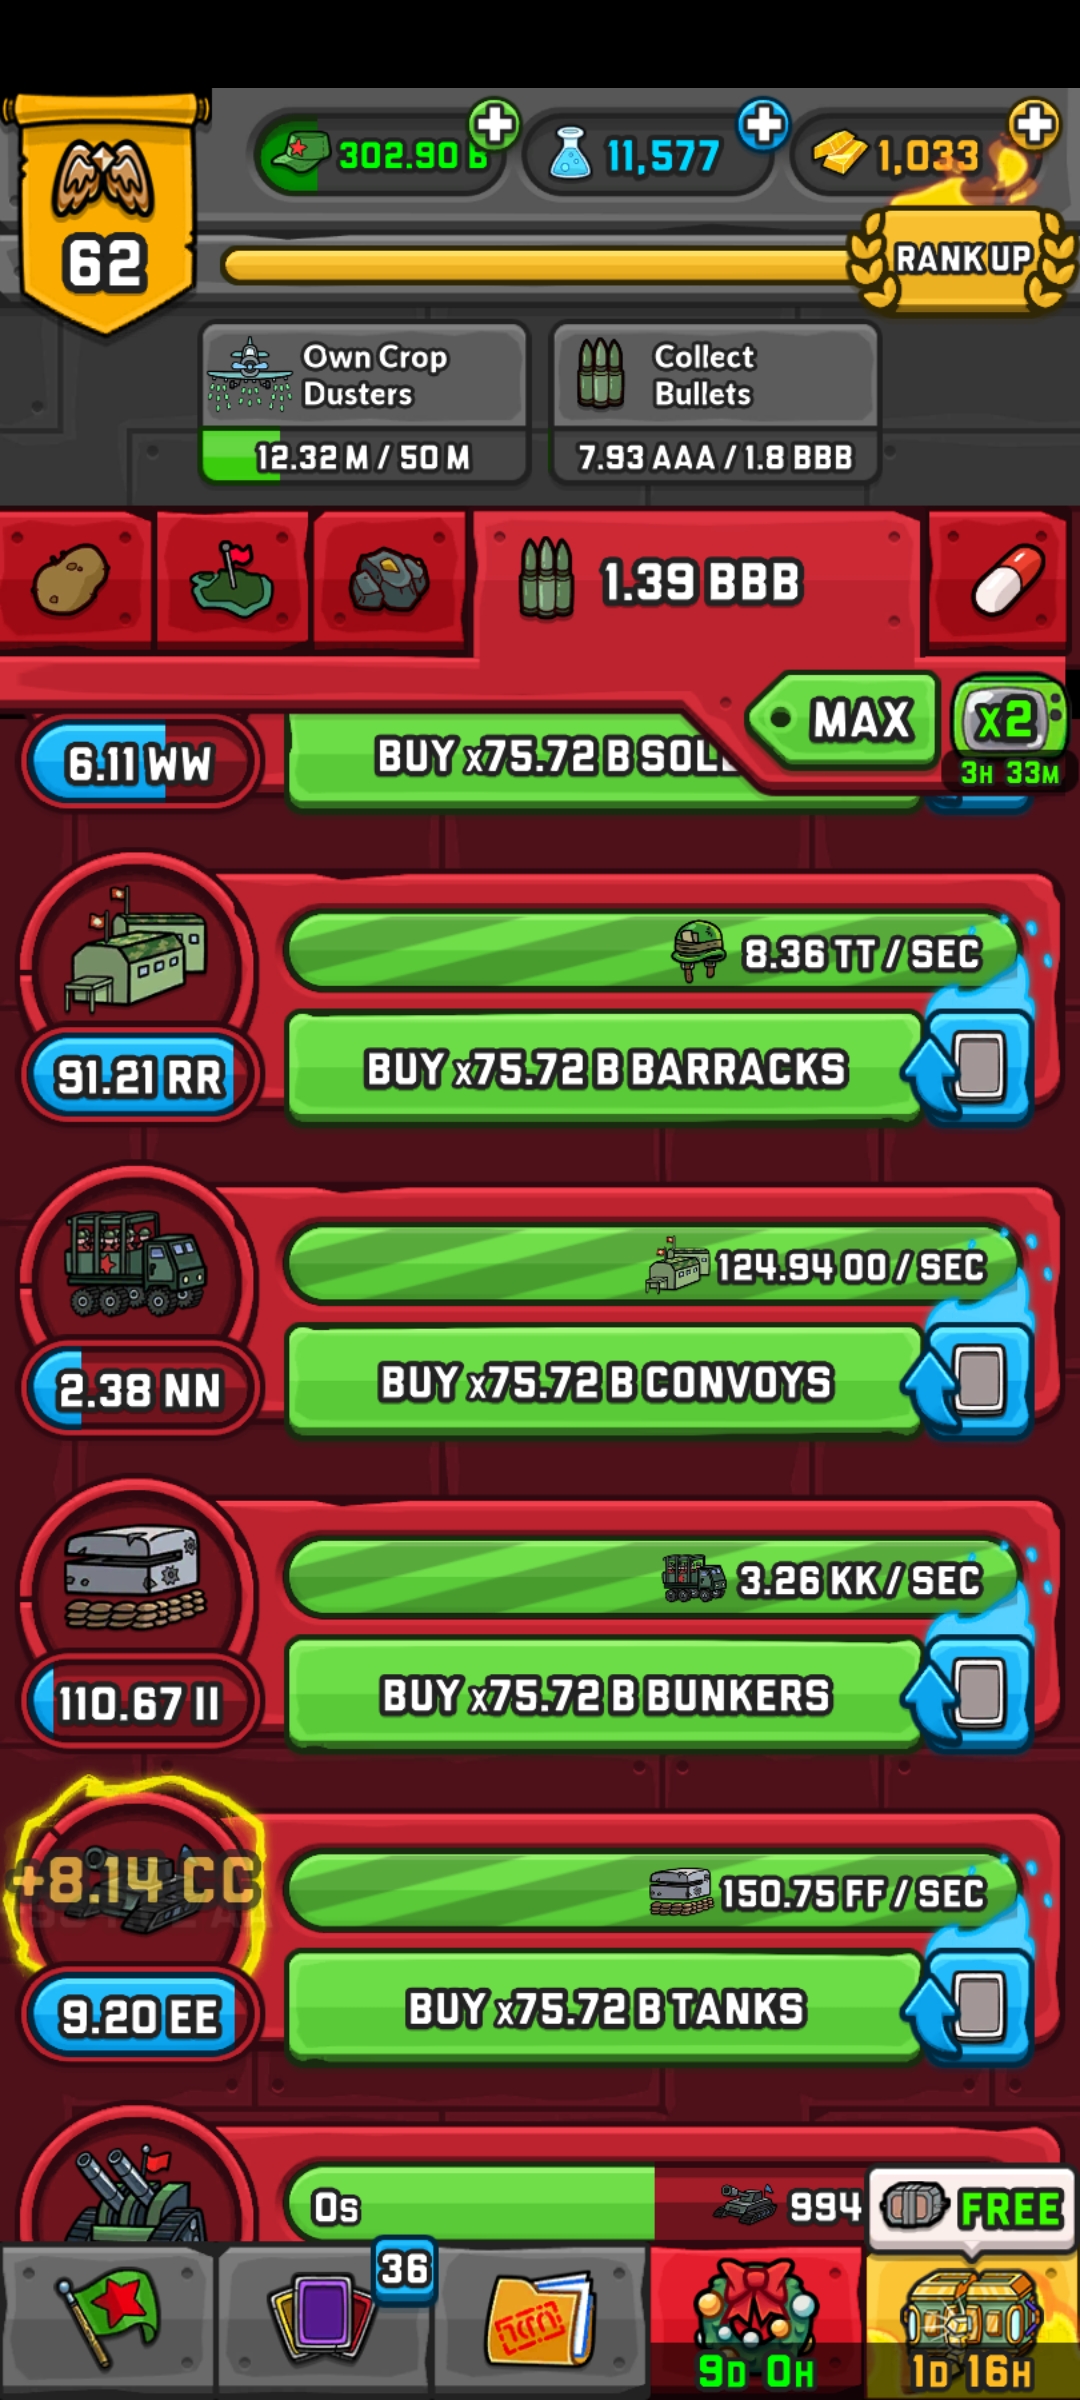 302.90 B
11,577
1,033
62
RANK UP
Own Crop
Dusters
12.32 M / 50 M
Collect
Bullets
7.93 AAA / 1.8 BBB
1.39 BBB
MAX
x2
3H 33M
6.11 WW
BUY x75.72 B
8.36 TT / SEC
91.21 RR
BUY x75.72 B BARRACKS
124.94 OO / SEC
2.38 NN
BUY x75.72 B CONVOYS
3.26 KK / SEC
110.67 II
BUY x75.72 B BUNKERS
+8.14 CC
150.75 FF / SEC
9.20 EE
BUY x75.72 B TANKS
0s
994
FREE
36
9D 0H
1D 16H